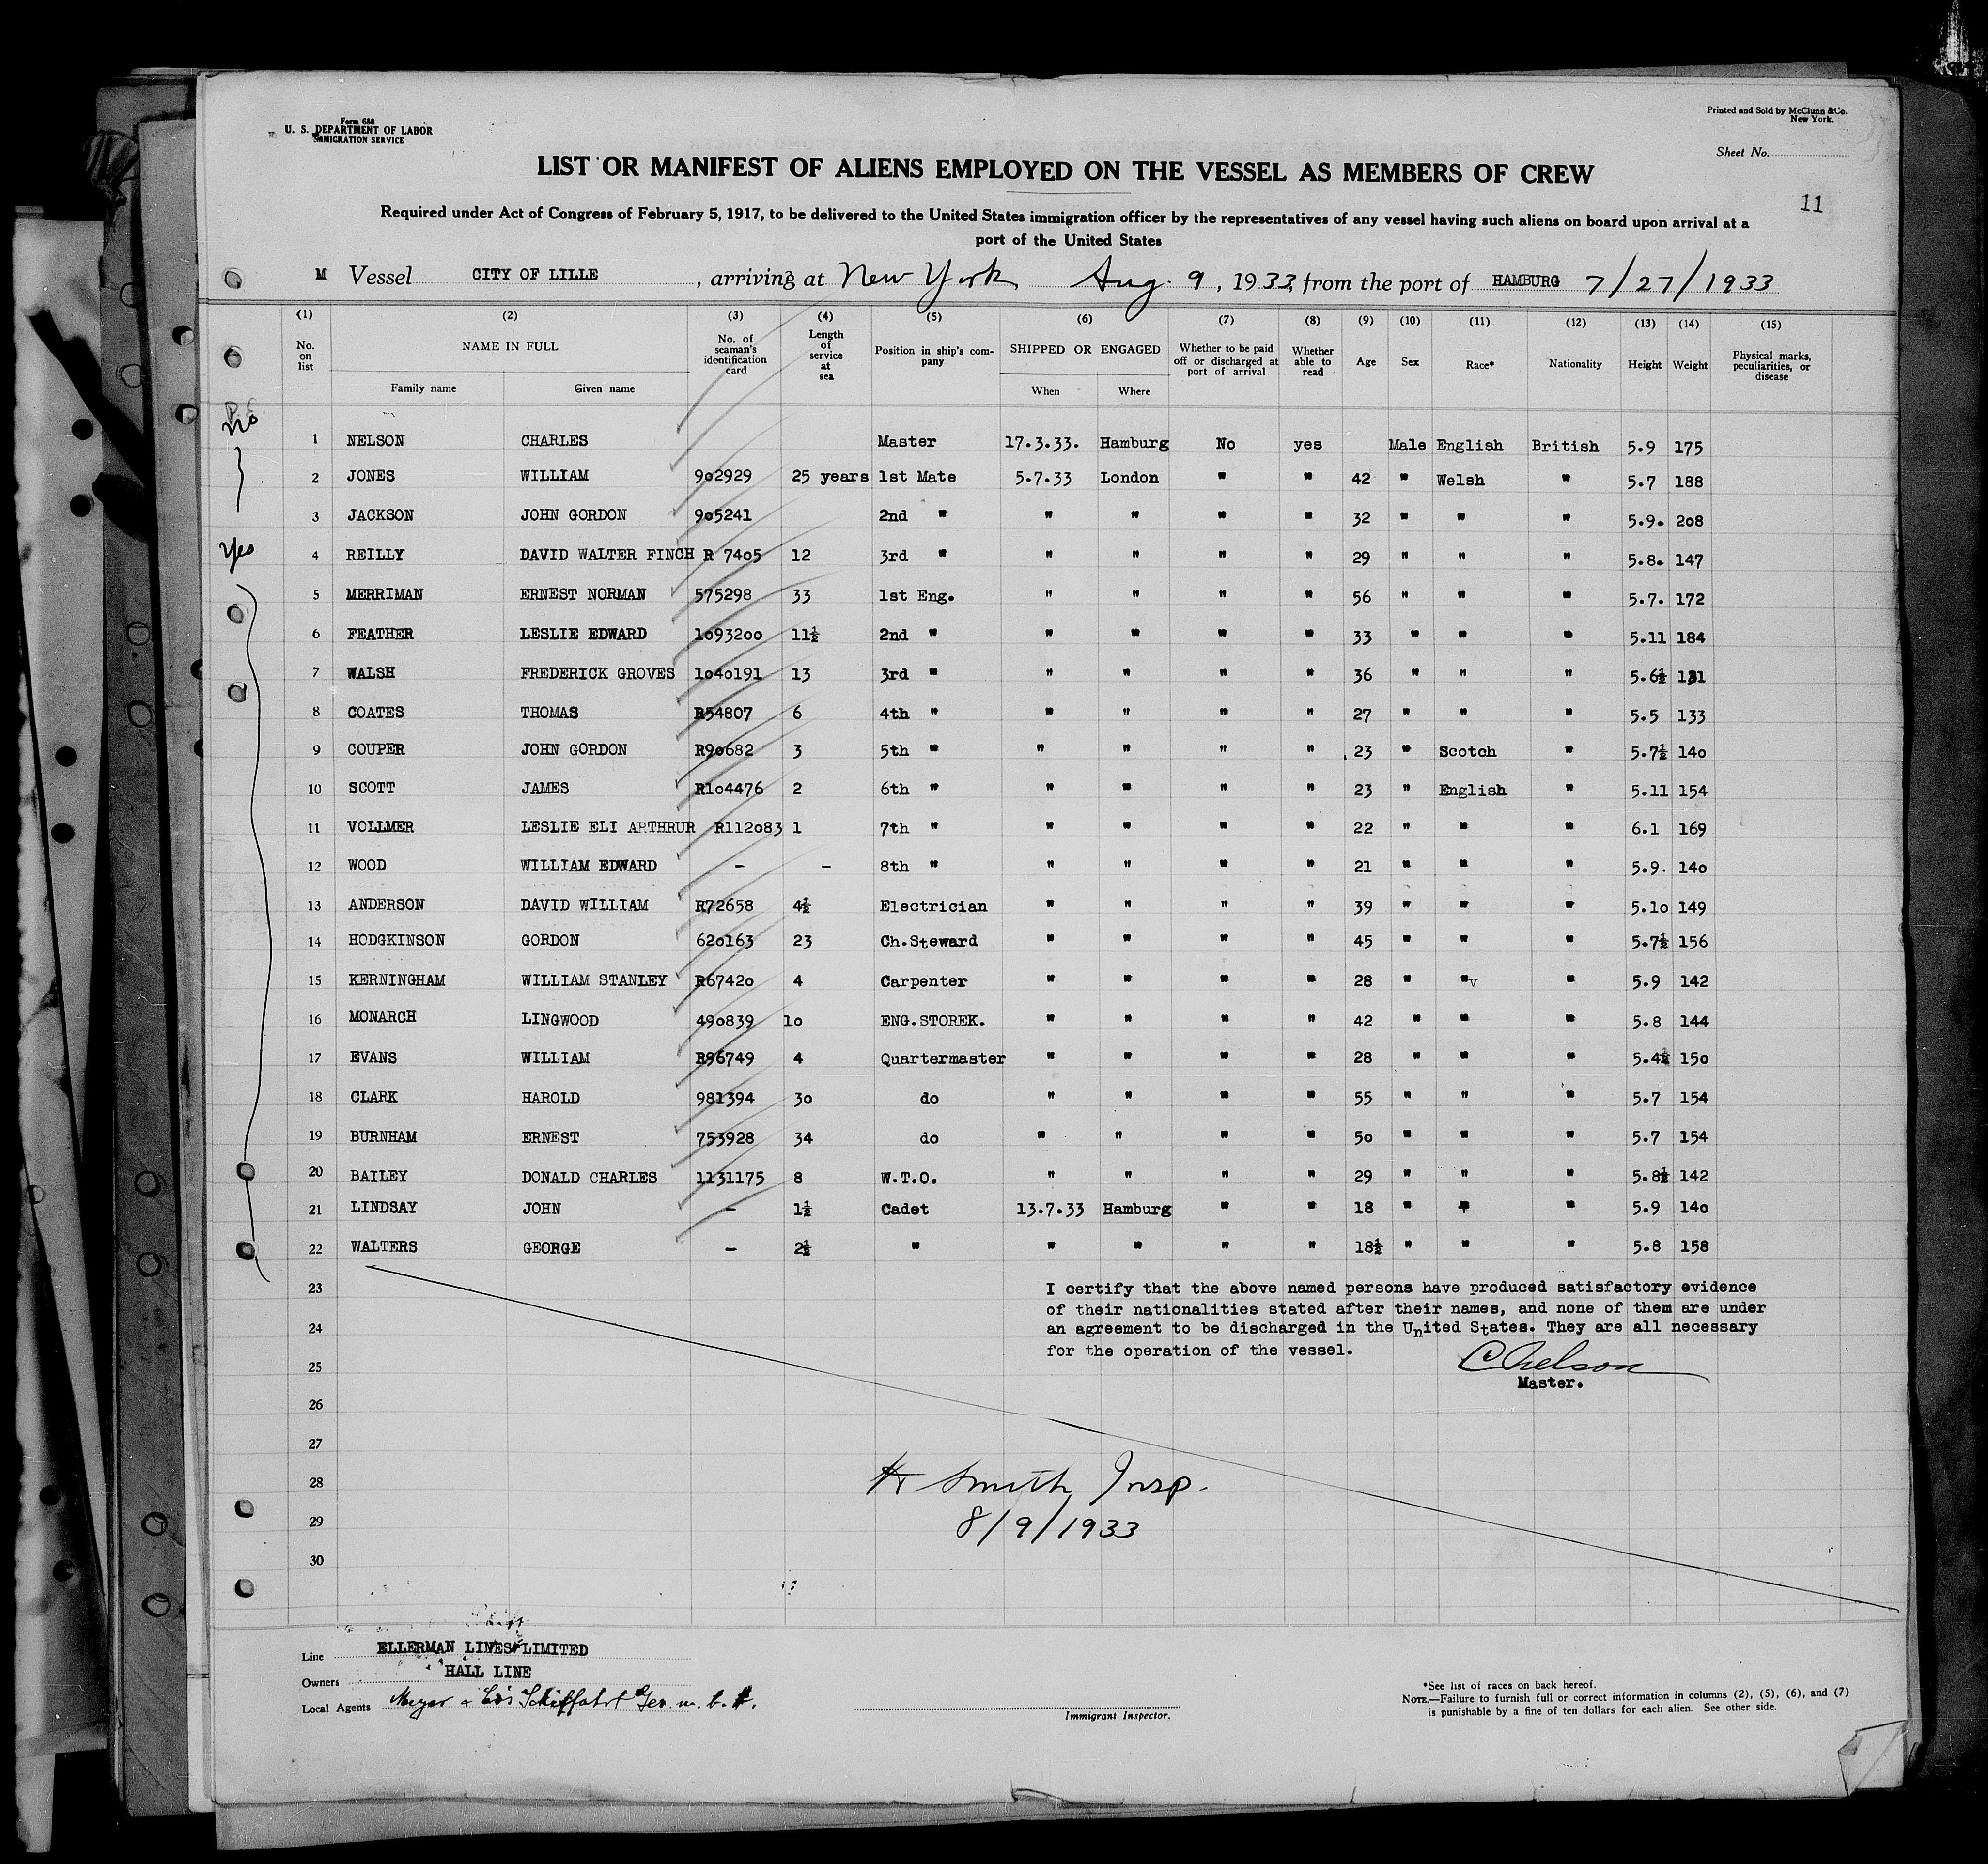 Form 680
U. S. DEPARTMENT OF LABOR
IMMIGRATION SERVICE
Printed and Sold by McClunn & Co.
New York.
Sheet No.
LIST OR MANIFEST OF ALIENS EMPLOYED ON THE VESSEL AS MEMBERS OF CREW
11
Required under Act of Congress of February 5, 1917, to be delivered to the United States immigration officer by the representatives of any vessel having such aliens on board upon arrival at a
port of the United States
M Vessel CITY OF LILLE , arriving at New York Aug. 9 , 1933, from the port of HAMBURG 7/27/1933
(1) (2) (3) (4) (5) (6) (7) (8) (9) (10) (11) (12) (13) (14) (15)
No. on list NAME IN FULL No. of seaman's identification card Length of service at sea Position in ship's company SHIPPED OR ENGAGED Whether to be paid off or discharged at port of arrival Whether able to read Age Sex Race* Nationality Height Weight Physical marks, peculiarities, or disease
Family name Given name When Where
no
1 NELSON CHARLES Master 17.3.33. Hamburg No yes Male English British 5.9 175
2 JONES WILLIAM 902929 25 years 1st Mate 5.7.33 London " " 42 " Welsh " 5.7 188
3 JACKSON JOHN GORDON 905241 2nd " " " " " 32 " " " 5.9. 208
Yes
4 REILLY DAVID WALTER FINCH R 7405 12 3rd " " " " " 29 " " " 5.8. 147
5 MERRIMAN ERNEST NORMAN 575298 33 1st Eng. " " " " 56 " " " 5.7. 172
6 FEATHER LESLIE EDWARD 1093200 11½ 2nd " " " " " 33 " " " 5.11 184
7 WALSH FREDERICK GROVES 1040191 13 3rd " " " " " 36 " " " 5.6½
8 COATES THOMAS R54807 6 4th " " " " " 27 " " " 5.5 133
9 COUPER JOHN GORDON R90682 3 5th " " " " " 23 " Scotch " 5.7½ 140
10 SCOTT JAMES R104476 2 6th " " " " " 23 " English " 5.11 154
11 VOLLMER LESLIE ELI ARTHRUR R112083 1 7th " " " " " 22 " " " 6.1 169
12 WOOD WILLIAM EDWARD - - 8th " " " " " 21 " " " 5.9. 140
13 ANDERSON DAVID WILLIAM R72658 4½ Electrician " " " " 39 " " " 5.10 149
14 HODGKINSON GORDON 620163 23 Ch.Steward " " " " 45 " " " 5.7½ 156
15 KERNINGHAM WILLIAM STANLEY R67420 4 Carpenter " " " " 28 " "v " 5.9 142
16 MONARCH LINGWOOD 490839 10 ENG.STOREK. " " " " 42 " " " 5.8 144
17 EVANS WILLIAM R96749 4 Quartermaster " " " " 28 " " " 5.4½ 150
18 CLARK HAROLD 981394 30 do " " " " 55 " " " 5.7 154
19 BURNHAM ERNEST 753928 34 do " " " " 50 " " " 5.7 154
20 BAILEY DONALD CHARLES 1131175 8 W.T.O. " " " " 29 " " " 5.8½ 142
21 LINDSAY JOHN - 1½ Cadet 13.7.33 Hamburg " " 18 " " " 5.9 140
22 WALTERS GEORGE - 2½ " " " " " 18½ " " " 5.8 158
23
24
25
26
27
28
29
30
I certify that the above named persons have produced satisfactory evidence
of their nationalities stated after their names, and none of them are under
an agreement to be discharged in the United States. They are all necessary
for the operation of the vessel.
C Nelson
Master.
Smith Insp.
8/9/1933
Line ELLERMAN LINES LIMITED
HALL LINE
Owners
Local Agents Meyer & Co's Schiffahrt Ges. m. b. H.
Immigrant Inspector.
*See list of races on back hereof.
NOTE.—Failure to furnish full or correct information in columns (2), (5), (6), and (7)
is punishable by a fine of ten dollars for each alien. See other side.